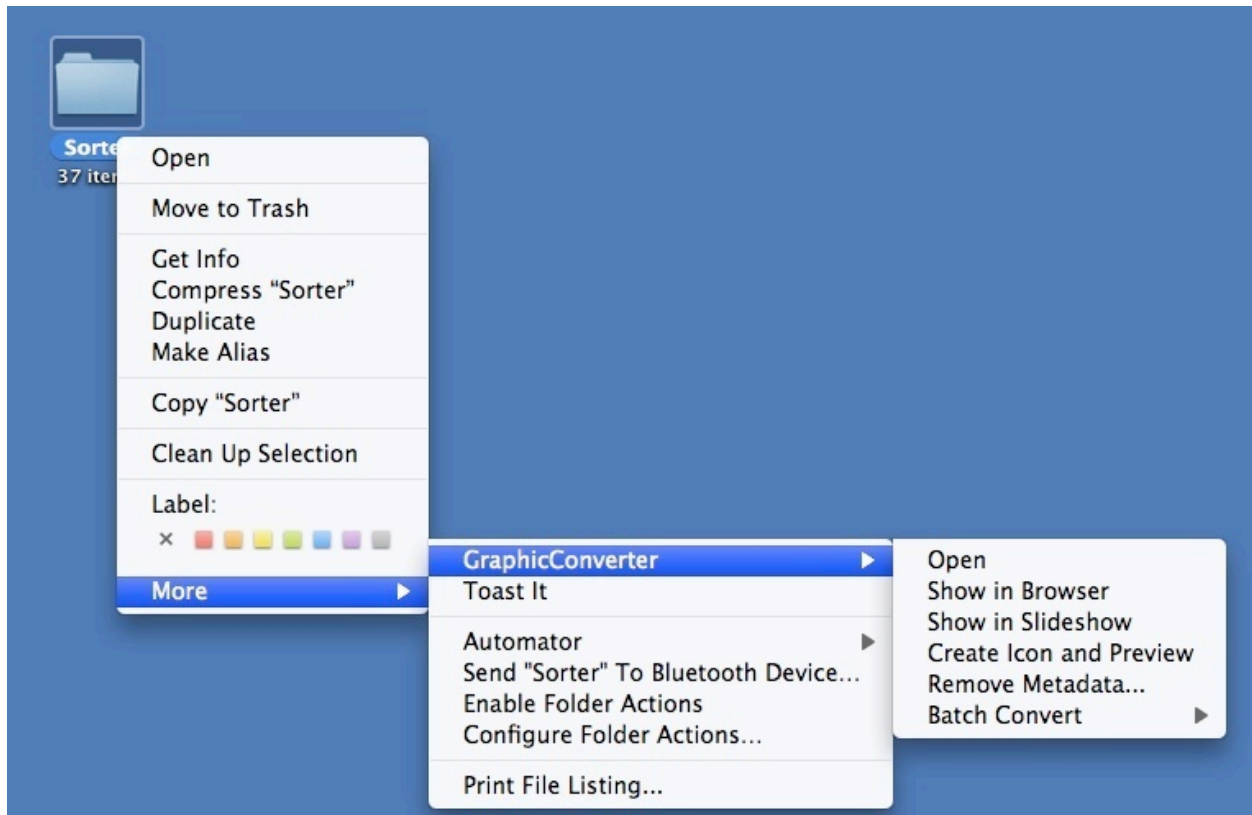 Sorte
37 iter
Open
Move to Trash
Get Info
Compress “Sorter”
Duplicate
Make Alias
Copy “Sorter”
Clean Up Selection
Label:
More
GraphicConverter
Toast It
Automator
Send "Sorter" To Bluetooth Device...
Enable Folder Actions
Configure Folder Actions...
Print File Listing...
Open
Show in Browser
Show in Slideshow
Create Icon and Preview
Remove Metadata...
Batch Convert